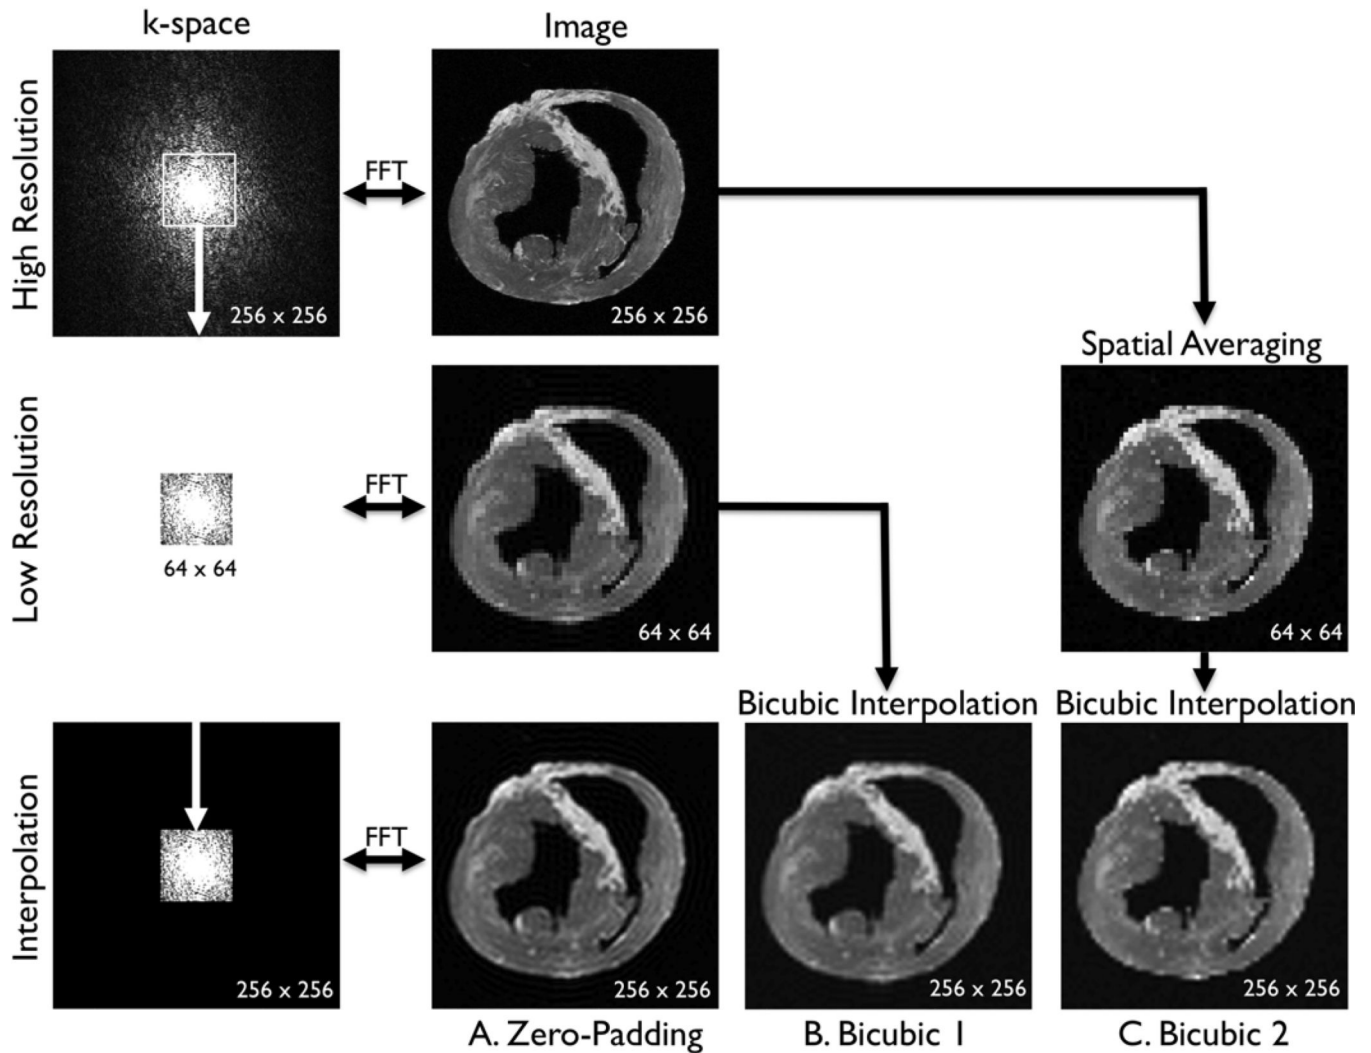 k-space
Image
High Resolution
FFT
256 x 256
256 x 256
Spatial Averaging
Low Resolution
FFT
64 x 64
64 x 64
64 x 64
Bicubic Interpolation
Bicubic Interpolation
Interpolation
FFT
256 x 256
256 x 256
256 x 256
256 x 256
A. Zero-Padding
B. Bicubic 1
C. Bicubic 2